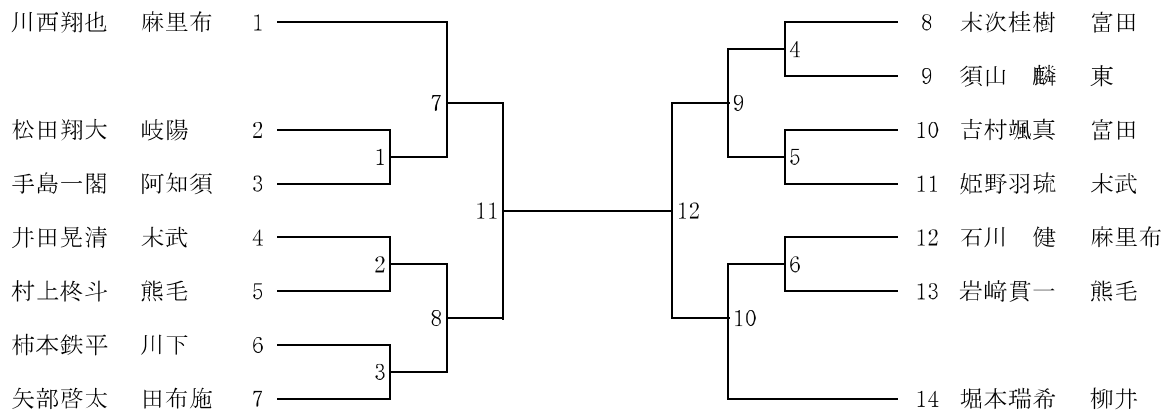 川西翔也 麻里布 1
松田翔大 岐陽 2
手島一閣 阿知須 3
井田晃清 末武 4
村上柊斗 熊毛 5
柿本鉄平 川下 6
矢部啓太 田布施 7
1
2
3
7
8
11
12
9
10
4
5
6
8 末次桂樹 富田
9 須山 麟 東
10 吉村颯真 富田
11 姫野羽琉 末武
12 石川 健 麻里布
13 岩﨑貫一 熊毛
14 堀本瑞希 柳井